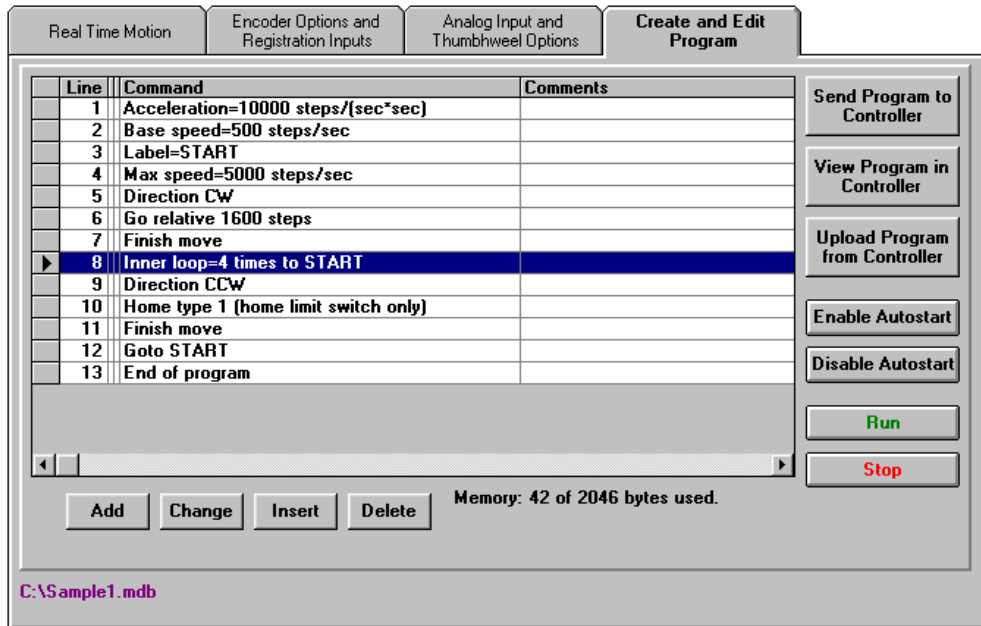 Real Time Motion
Encoder Options and
Registration Inputs
Analog Input and
Thumbhweel Options
Create and Edit
Program
Line Command Comments
1 Acceleration=10000 steps/(sec*sec)
2 Base speed=500 steps/sec
3 Label=START
4 Max speed=5000 steps/sec
5 Direction CW
6 Go relative 1600 steps
7 Finish move
8 Inner loop=4 times to START
9 Direction CCW
10 Home type 1 (home limit switch only)
11 Finish move
12 Goto START
13 End of program
Send Program to
Controller
View Program in
Controller
Upload Program
from Controller
Enable Autostart
Disable Autostart
Run
Stop
Add Change Insert Delete Memory: 42 of 2046 bytes used.
C:\Sample1.mdb